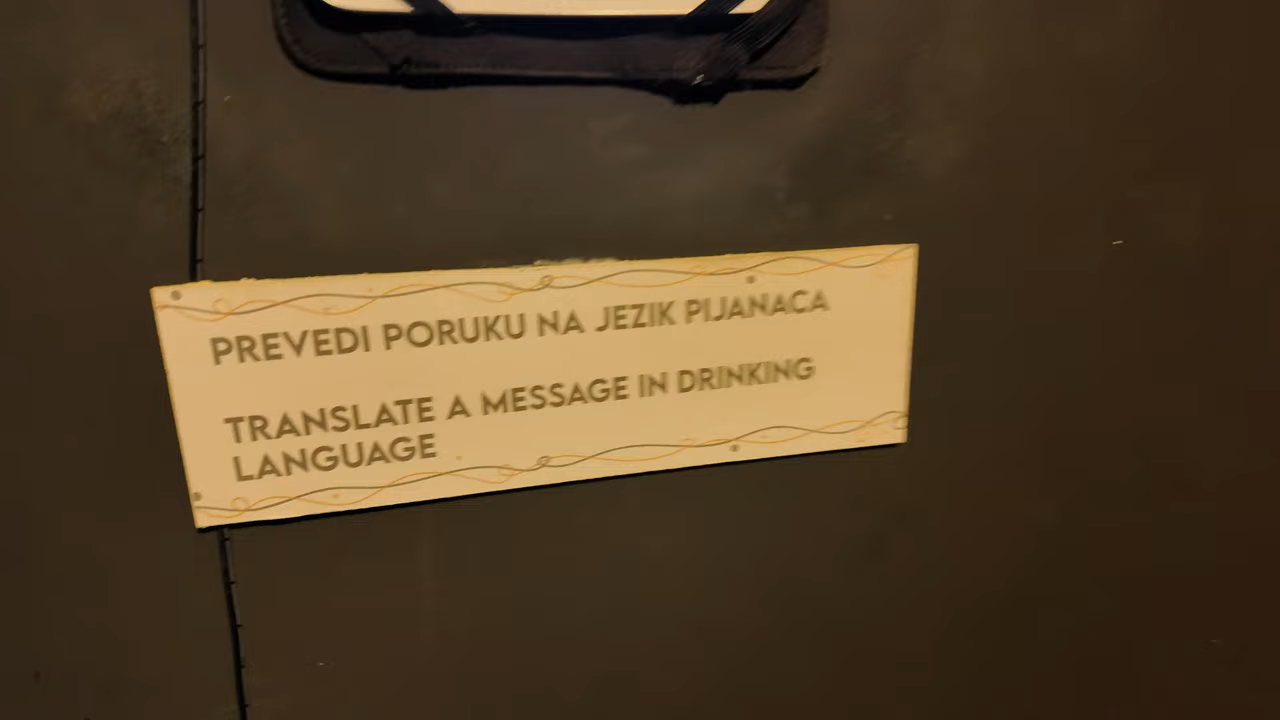 PREVEDI PORUKU NA JEZIK PIJANACA
TRANSLATE A MESSAGE IN DRINKING
LANGUAGE